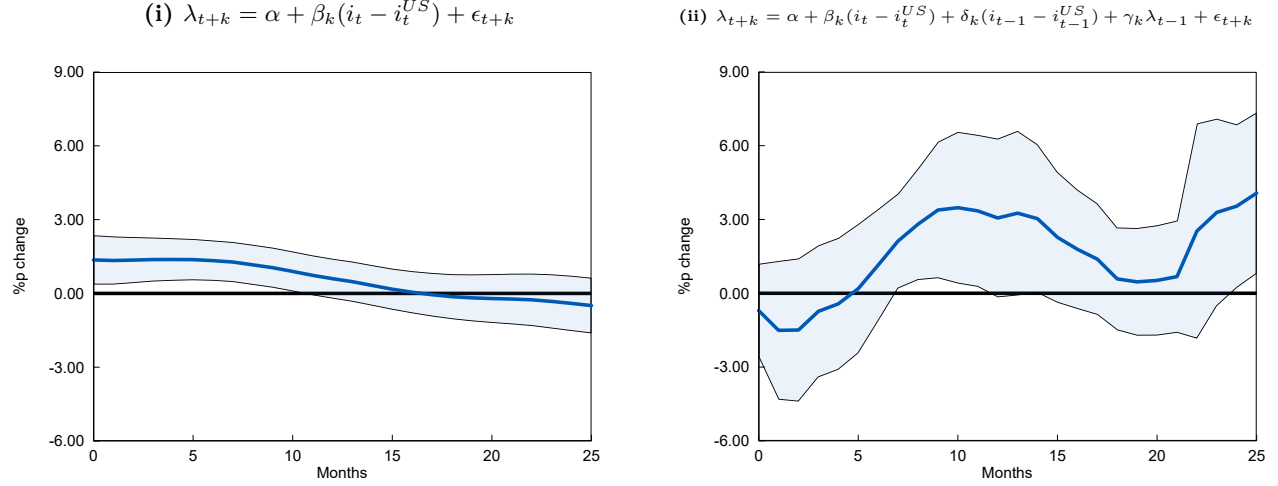 (i) λ_{t+k} = α + β_k(i_t − i_t^{US}) + ϵ_{t+k}
%p change
9.00
6.00
3.00
0.00
-3.00
-6.00
0 5 10 15 20 25
Months
(ii) λ_{t+k} = α + β_k(i_t − i_t^{US}) + δ_k(i_{t−1} − i_{t−1}^{US}) + γ_kλ_{t−1} + ϵ_{t+k}
%p change
9.00
6.00
3.00
0.00
-3.00
-6.00
0 5 10 15 20 25
Months